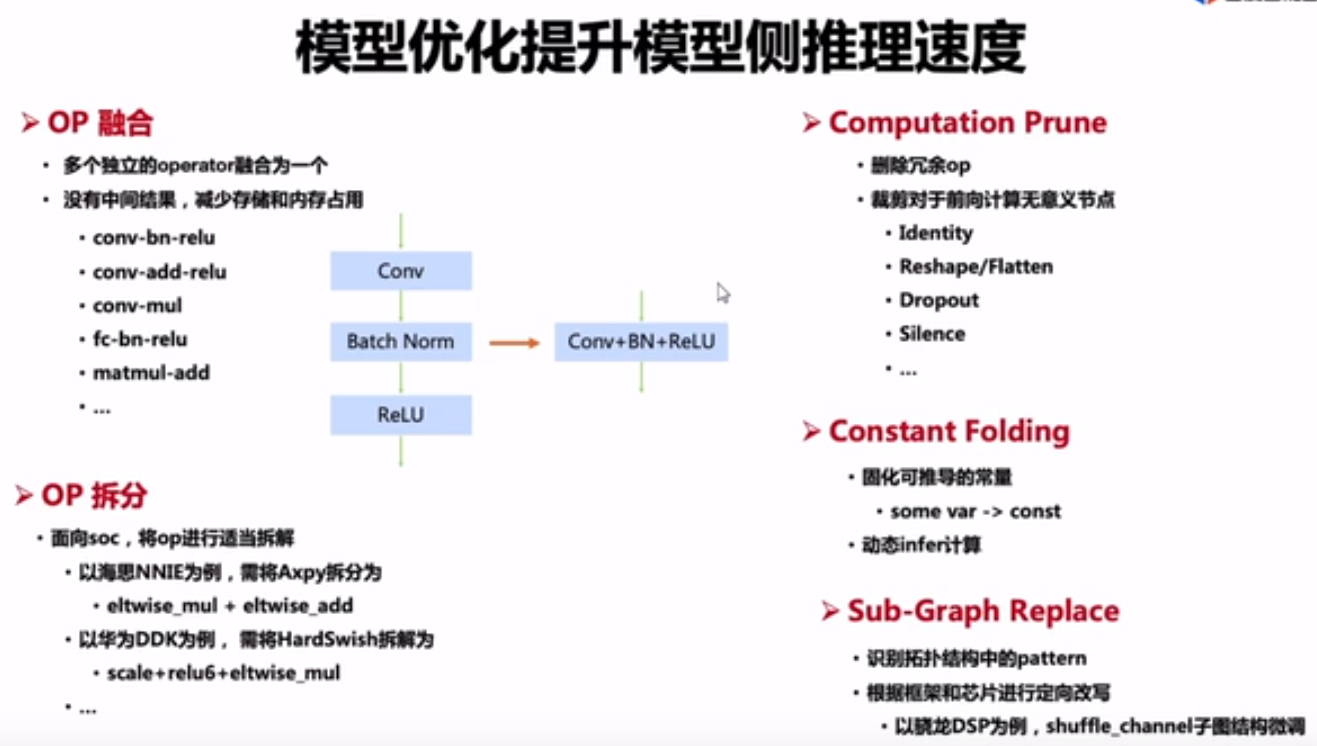 模型优化提升模型侧推理速度
➢ OP 融合
• 多个独立的operator融合为一个
• 没有中间结果，减少存储和内存占用
• conv-bn-relu
• conv-add-relu
• conv-mul
• fc-bn-relu
• matmul-add
• ...
Conv
Batch Norm
ReLU
Conv+BN+ReLU
➢ OP 拆分
• 面向soc，将op进行适当拆解
• 以海思NNIE为例，需将Axpy拆分为
• eltwise_mul + eltwise_add
• 以华为DDK为例， 需将HardSwish拆解为
• scale+relu6+eltwise_mul
• ...
➢ Computation Prune
• 删除冗余op
• 裁剪对于前向计算无意义节点
• Identity
• Reshape/Flatten
• Dropout
• Silence
• ...
➢ Constant Folding
• 固化可推导的常量
• some var -> const
• 动态infer计算
➢ Sub-Graph Replace
• 识别拓扑结构中的pattern
• 根据框架和芯片进行定向改写
• 以骁龙DSP为例，shuffle_channel子图结构微调